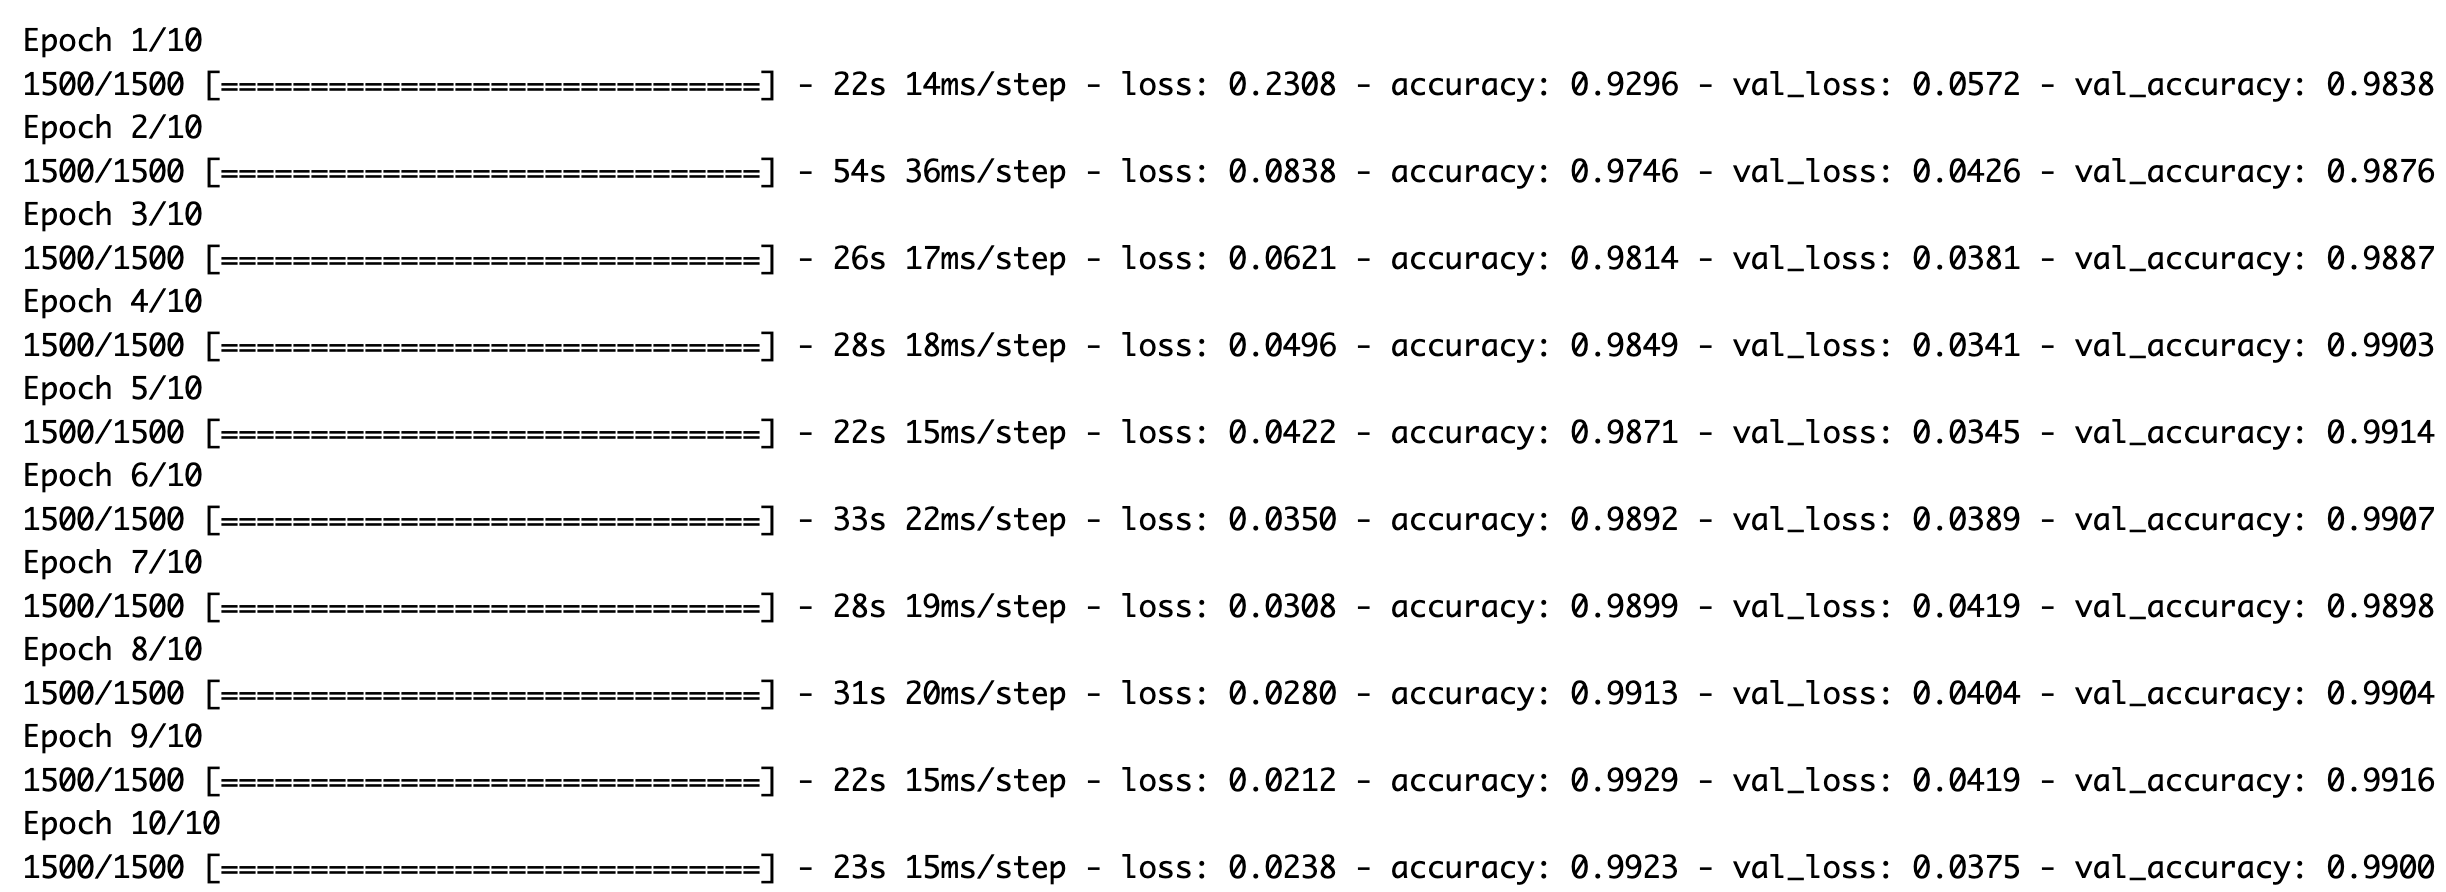 Epoch 1/10
1500/1500 [==============================] - 22s 14ms/step - loss: 0.2308 - accuracy: 0.9296 - val_loss: 0.0572 - val_accuracy: 0.9838
Epoch 2/10
1500/1500 [==============================] - 54s 36ms/step - loss: 0.0838 - accuracy: 0.9746 - val_loss: 0.0426 - val_accuracy: 0.9876
Epoch 3/10
1500/1500 [==============================] - 26s 17ms/step - loss: 0.0621 - accuracy: 0.9814 - val_loss: 0.0381 - val_accuracy: 0.9887
Epoch 4/10
1500/1500 [==============================] - 28s 18ms/step - loss: 0.0496 - accuracy: 0.9849 - val_loss: 0.0341 - val_accuracy: 0.9903
Epoch 5/10
1500/1500 [==============================] - 22s 15ms/step - loss: 0.0422 - accuracy: 0.9871 - val_loss: 0.0345 - val_accuracy: 0.9914
Epoch 6/10
1500/1500 [==============================] - 33s 22ms/step - loss: 0.0350 - accuracy: 0.9892 - val_loss: 0.0389 - val_accuracy: 0.9907
Epoch 7/10
1500/1500 [==============================] - 28s 19ms/step - loss: 0.0308 - accuracy: 0.9899 - val_loss: 0.0419 - val_accuracy: 0.9898
Epoch 8/10
1500/1500 [==============================] - 31s 20ms/step - loss: 0.0280 - accuracy: 0.9913 - val_loss: 0.0404 - val_accuracy: 0.9904
Epoch 9/10
1500/1500 [==============================] - 22s 15ms/step - loss: 0.0212 - accuracy: 0.9929 - val_loss: 0.0419 - val_accuracy: 0.9916
Epoch 10/10
1500/1500 [==============================] - 23s 15ms/step - loss: 0.0238 - accuracy: 0.9923 - val_loss: 0.0375 - val_accuracy: 0.9900